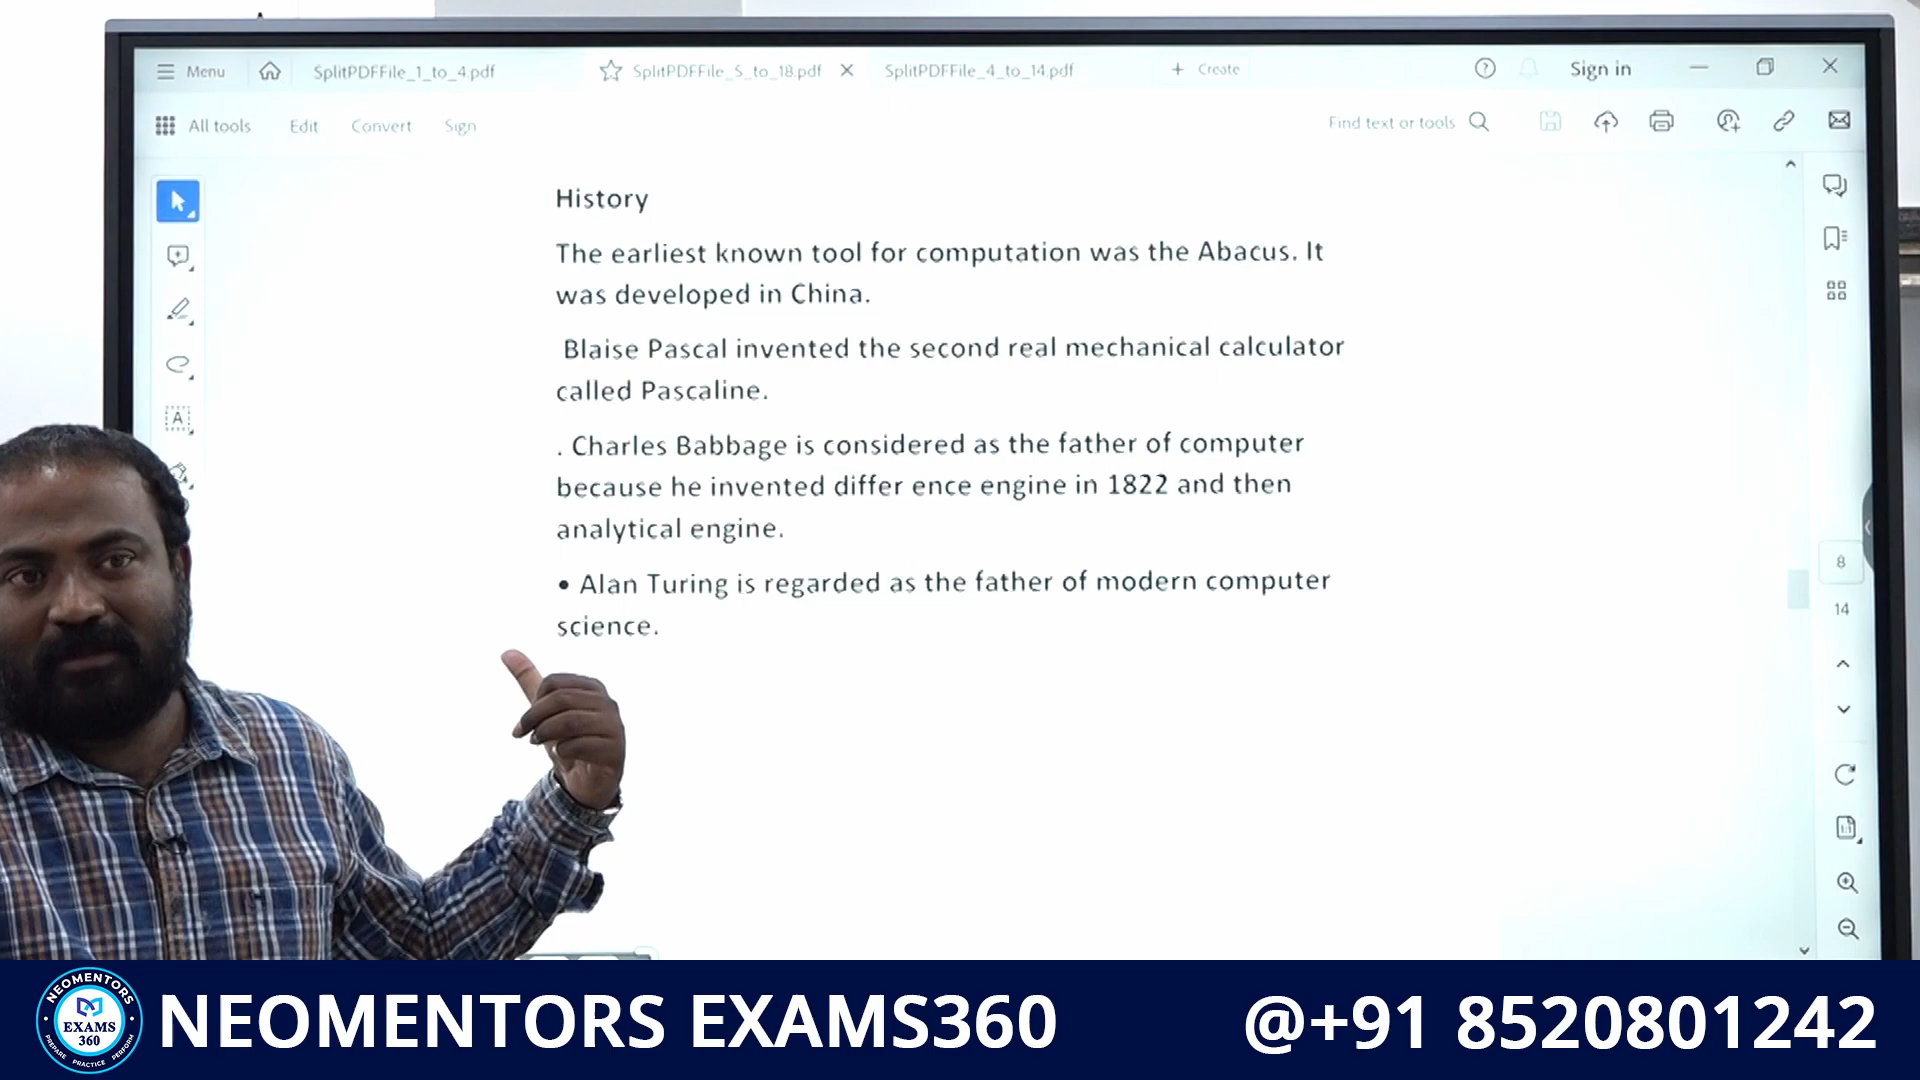 Menu
SplitPDFFile_1_to_4.pdf
SplitPDFFile_5_to_18.pdf
SplitPDFFile_4_to_14.pdf
+ Create
Sign in
All tools
Edit
Convert
Sign
Find text or tools
History
The earliest known tool for computation was the Abacus. It
was developed in China.
Blaise Pascal invented the second real mechanical calculator
called Pascaline.
. Charles Babbage is considered as the father of computer
because he invented differ ence engine in 1822 and then
analytical engine.
• Alan Turing is regarded as the father of modern computer
science.
8
14
NEOMENTORS
EXAMS
360
PREPARE PRACTICE PERFORM
NEOMENTORS EXAMS360
@+91 8520801242